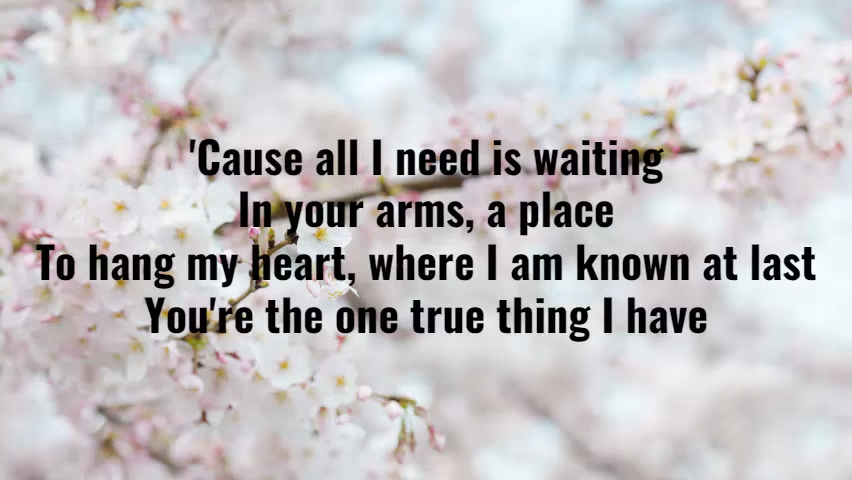 'Cause all I need is waiting
In your arms, a place
To hang my heart, where I am known at last
You're the one true thing I have